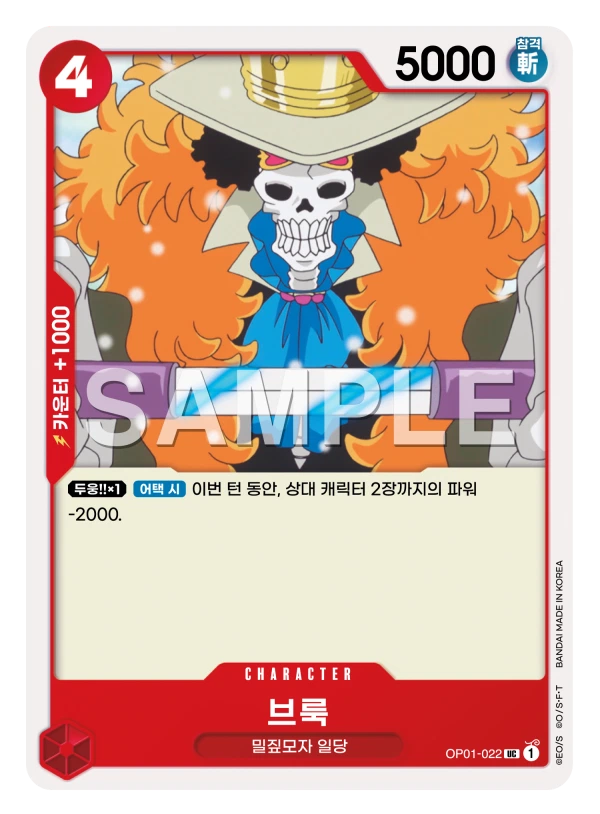 4
5000
참격
斬
카운터 +1000
SAMPLE
두웅!!×1 어택 시 이번 턴 동안, 상대 캐릭터 2장까지의 파워
-2000.
CHARACTER
브룩
밀짚모자 일당
OP01-022 UC 1
©EO/S ©O/S·F·T BANDAI MADE IN KOREA